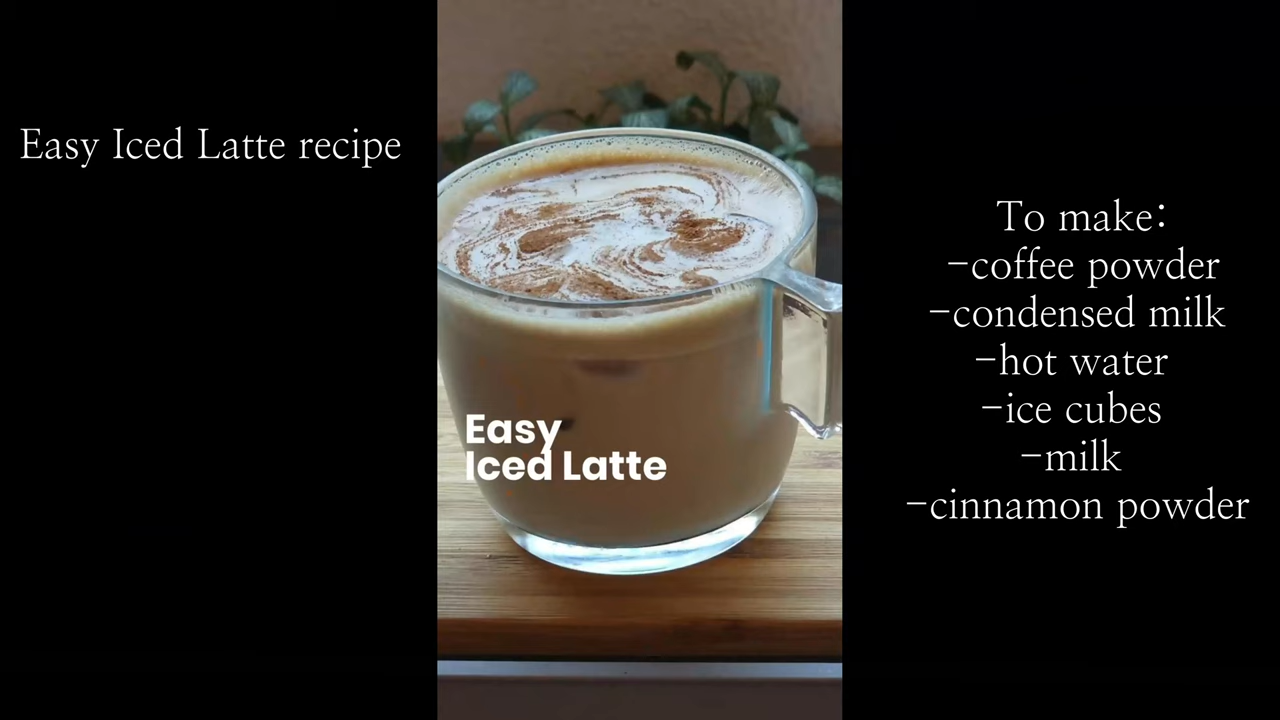 Easy Iced Latte recipe
Easy
Iced Latte
To make:
-coffee powder
-condensed milk
-hot water
-ice cubes
-milk
-cinnamon powder